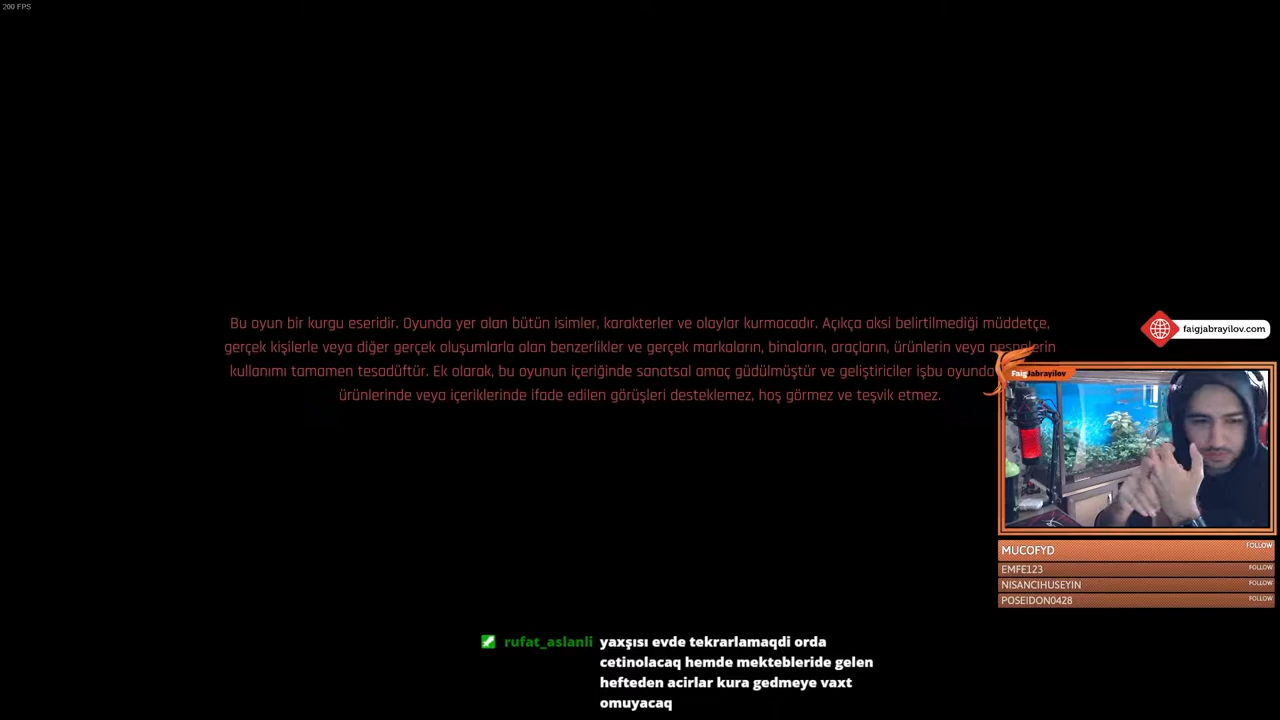 200 FPS
Bu oyun bir kurgu eseridir. Oyunda yer alan bütün isimler, karakterler ve olaylar kurmacadır. Açıkça aksi belirtilmediği müddetçe,
gerçek kişilerle veya diğer gerçek oluşumlarla olan benzerlikler ve gerçek markaların, binaların, araçların, ürünlerin veya nesnelerin
kullanımı tamamen tesadüftür. Ek olarak, bu oyunun içeriğinde sanatsal amaç güdülmüştür ve geliştiriciler işbu oyunda
ürünlerinde veya içeriklerinde ifade edilen görüşleri desteklemez, hoş görmez ve teşvik etmez.
faigjabrayilov.com
FaigJabrayilov
MUCOFYD FOLLOW
EMFE123 FOLLOW
NISANCIHUSEYIN FOLLOW
POSEIDON0428 FOLLOW
rufat_aslanli yaxşısı evde tekrarlamaqdi orda
cetinolacaq hemde mektebleride gelen
hefteden acirlar kura gedmeye vaxt
omuyacaq